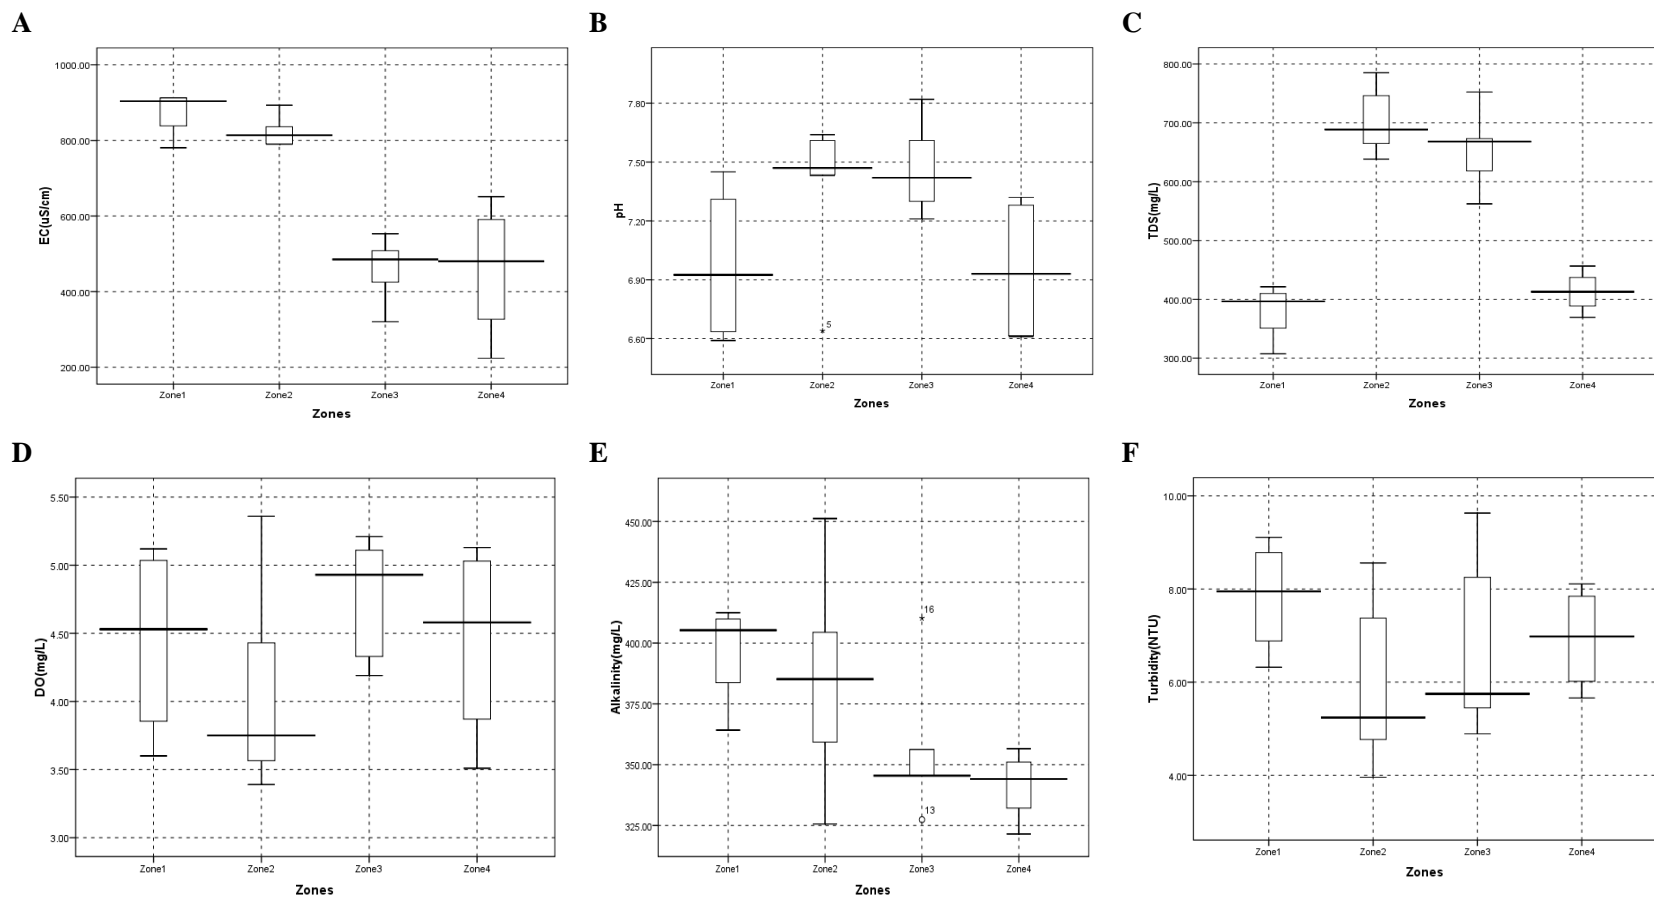 A
B
C
EC(uS/cm)
1000.00
800.00
600.00
400.00
200.00
Zone1
Zone2
Zone3
Zone4
Zones
pH
7.80
7.50
7.20
6.90
6.60
5
Zone1
Zone2
Zone3
Zone4
Zones
TDS(mg/L)
800.00
700.00
600.00
500.00
400.00
300.00
Zone1
Zone2
Zone3
Zone4
Zones
D
E
F
DO(mg/L)
5.50
5.00
4.50
4.00
3.50
3.00
Zone1
Zone2
Zone3
Zone4
Zones
Alkalinity(mg/L)
450.00
425.00
400.00
375.00
350.00
325.00
16
13
Zone1
Zone2
Zone3
Zone4
Zones
Turbidity(NTU)
10.00
8.00
6.00
4.00
Zone1
Zone2
Zone3
Zone4
Zones